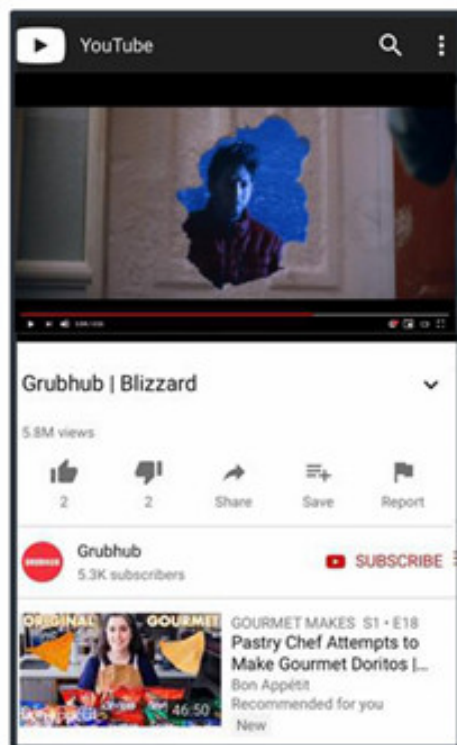 YouTube
Grubhub | Blizzard
5.8M views
2
2
Share
Save
Report
GRUBHUB
Grubhub
5.3K subscribers
SUBSCRIBE
ORIGINAL
GOURMET
46:50
GOURMET MAKES S1 • E18
Pastry Chef Attempts to
Make Gourmet Doritos |...
Bon Appétit
Recommended for you
New